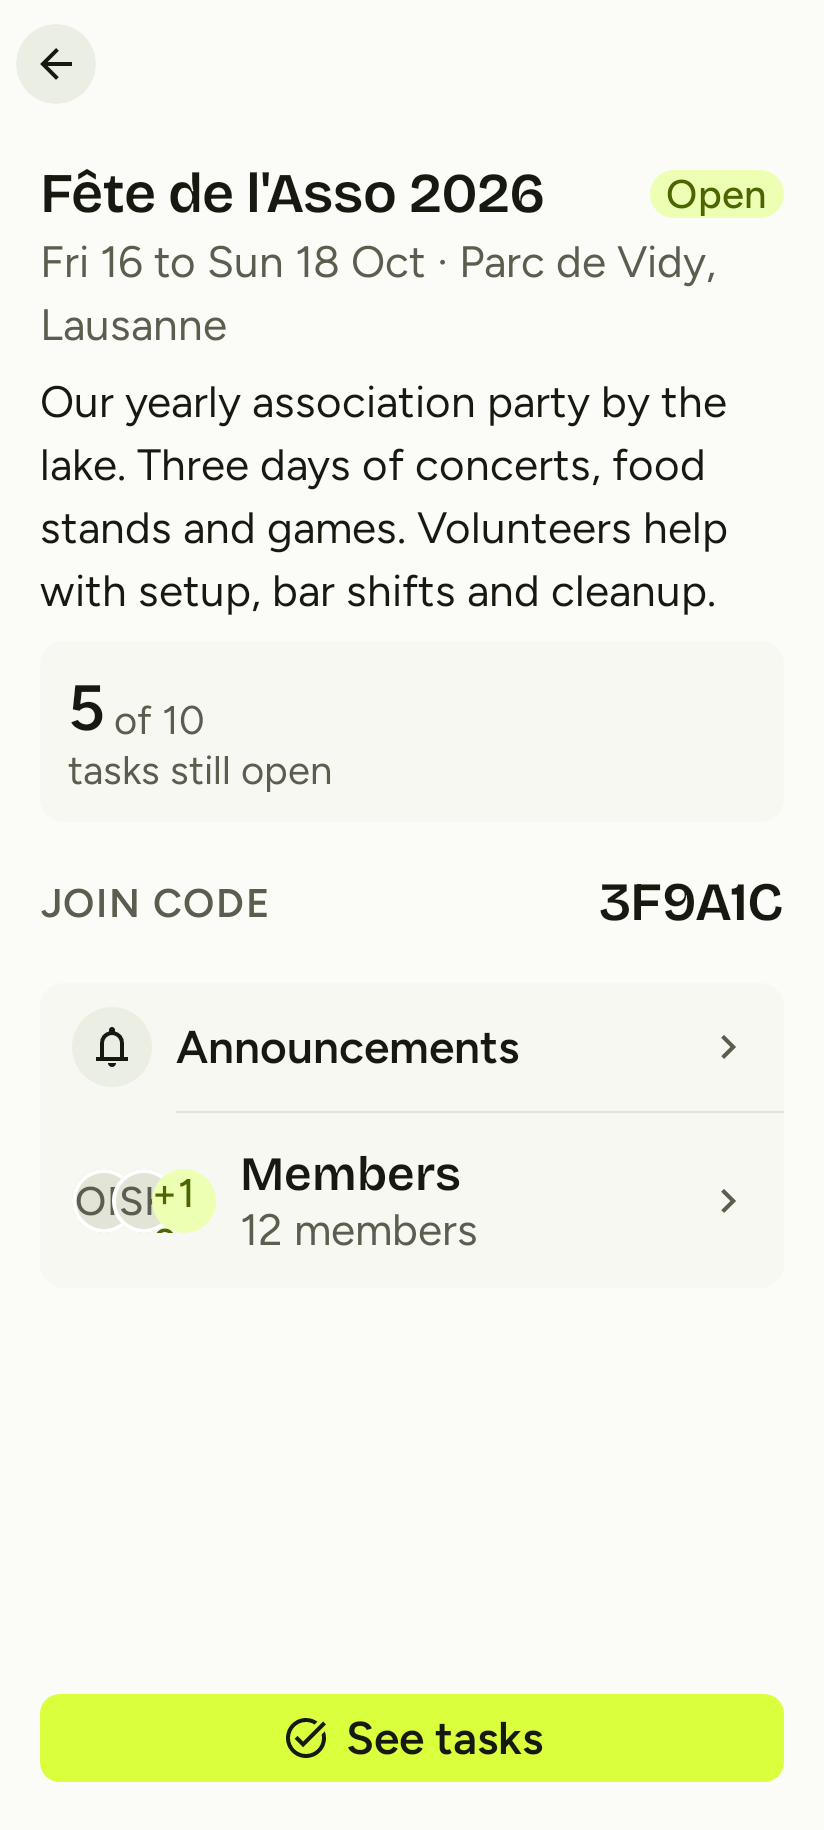 Fête de l'Asso 2026
Open
Fri 16 to Sun 18 Oct · Parc de Vidy,
Lausanne
Our yearly association party by the
lake. Three days of concerts, food
stands and games. Volunteers help
with setup, bar shifts and cleanup.
5 of 10
tasks still open
JOIN CODE
3F9A1C
Announcements
Members
+1
12 members
See tasks